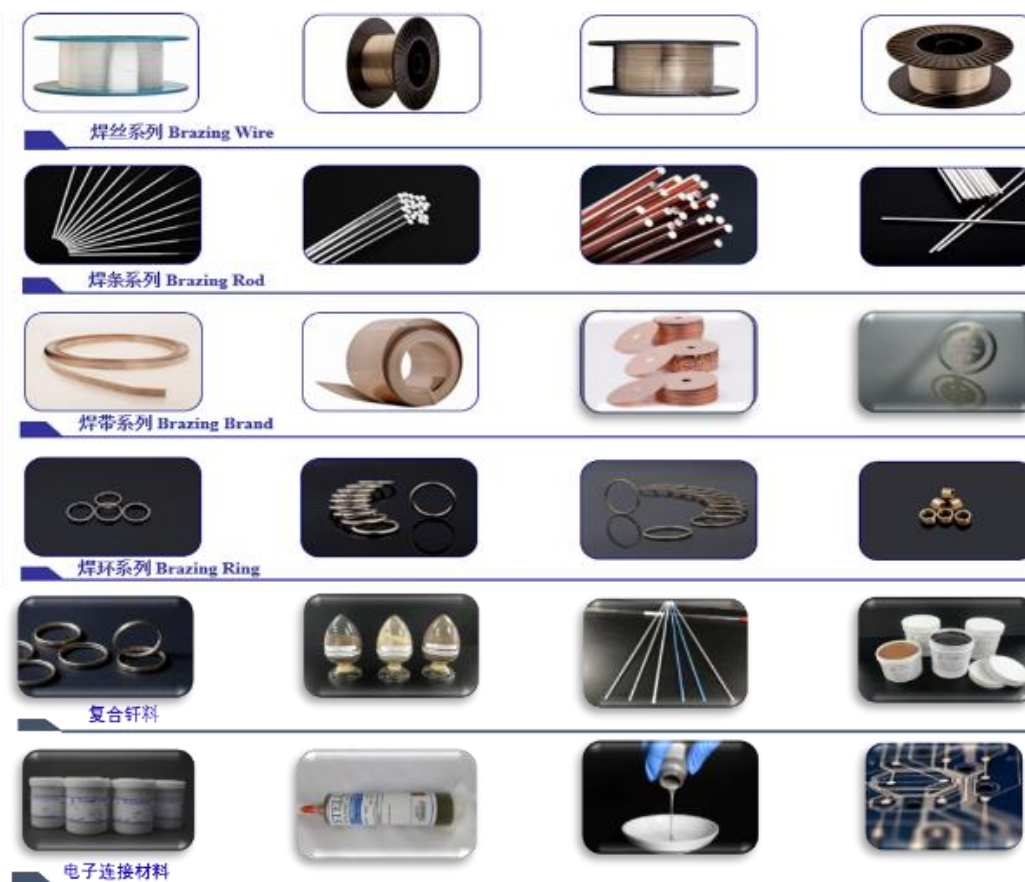 焊丝系列 Brazing Wire
焊条系列 Brazing Rod
焊带系列 Brazing Brand
焊环系列 Brazing Ring
复合钎料
电子连接材料